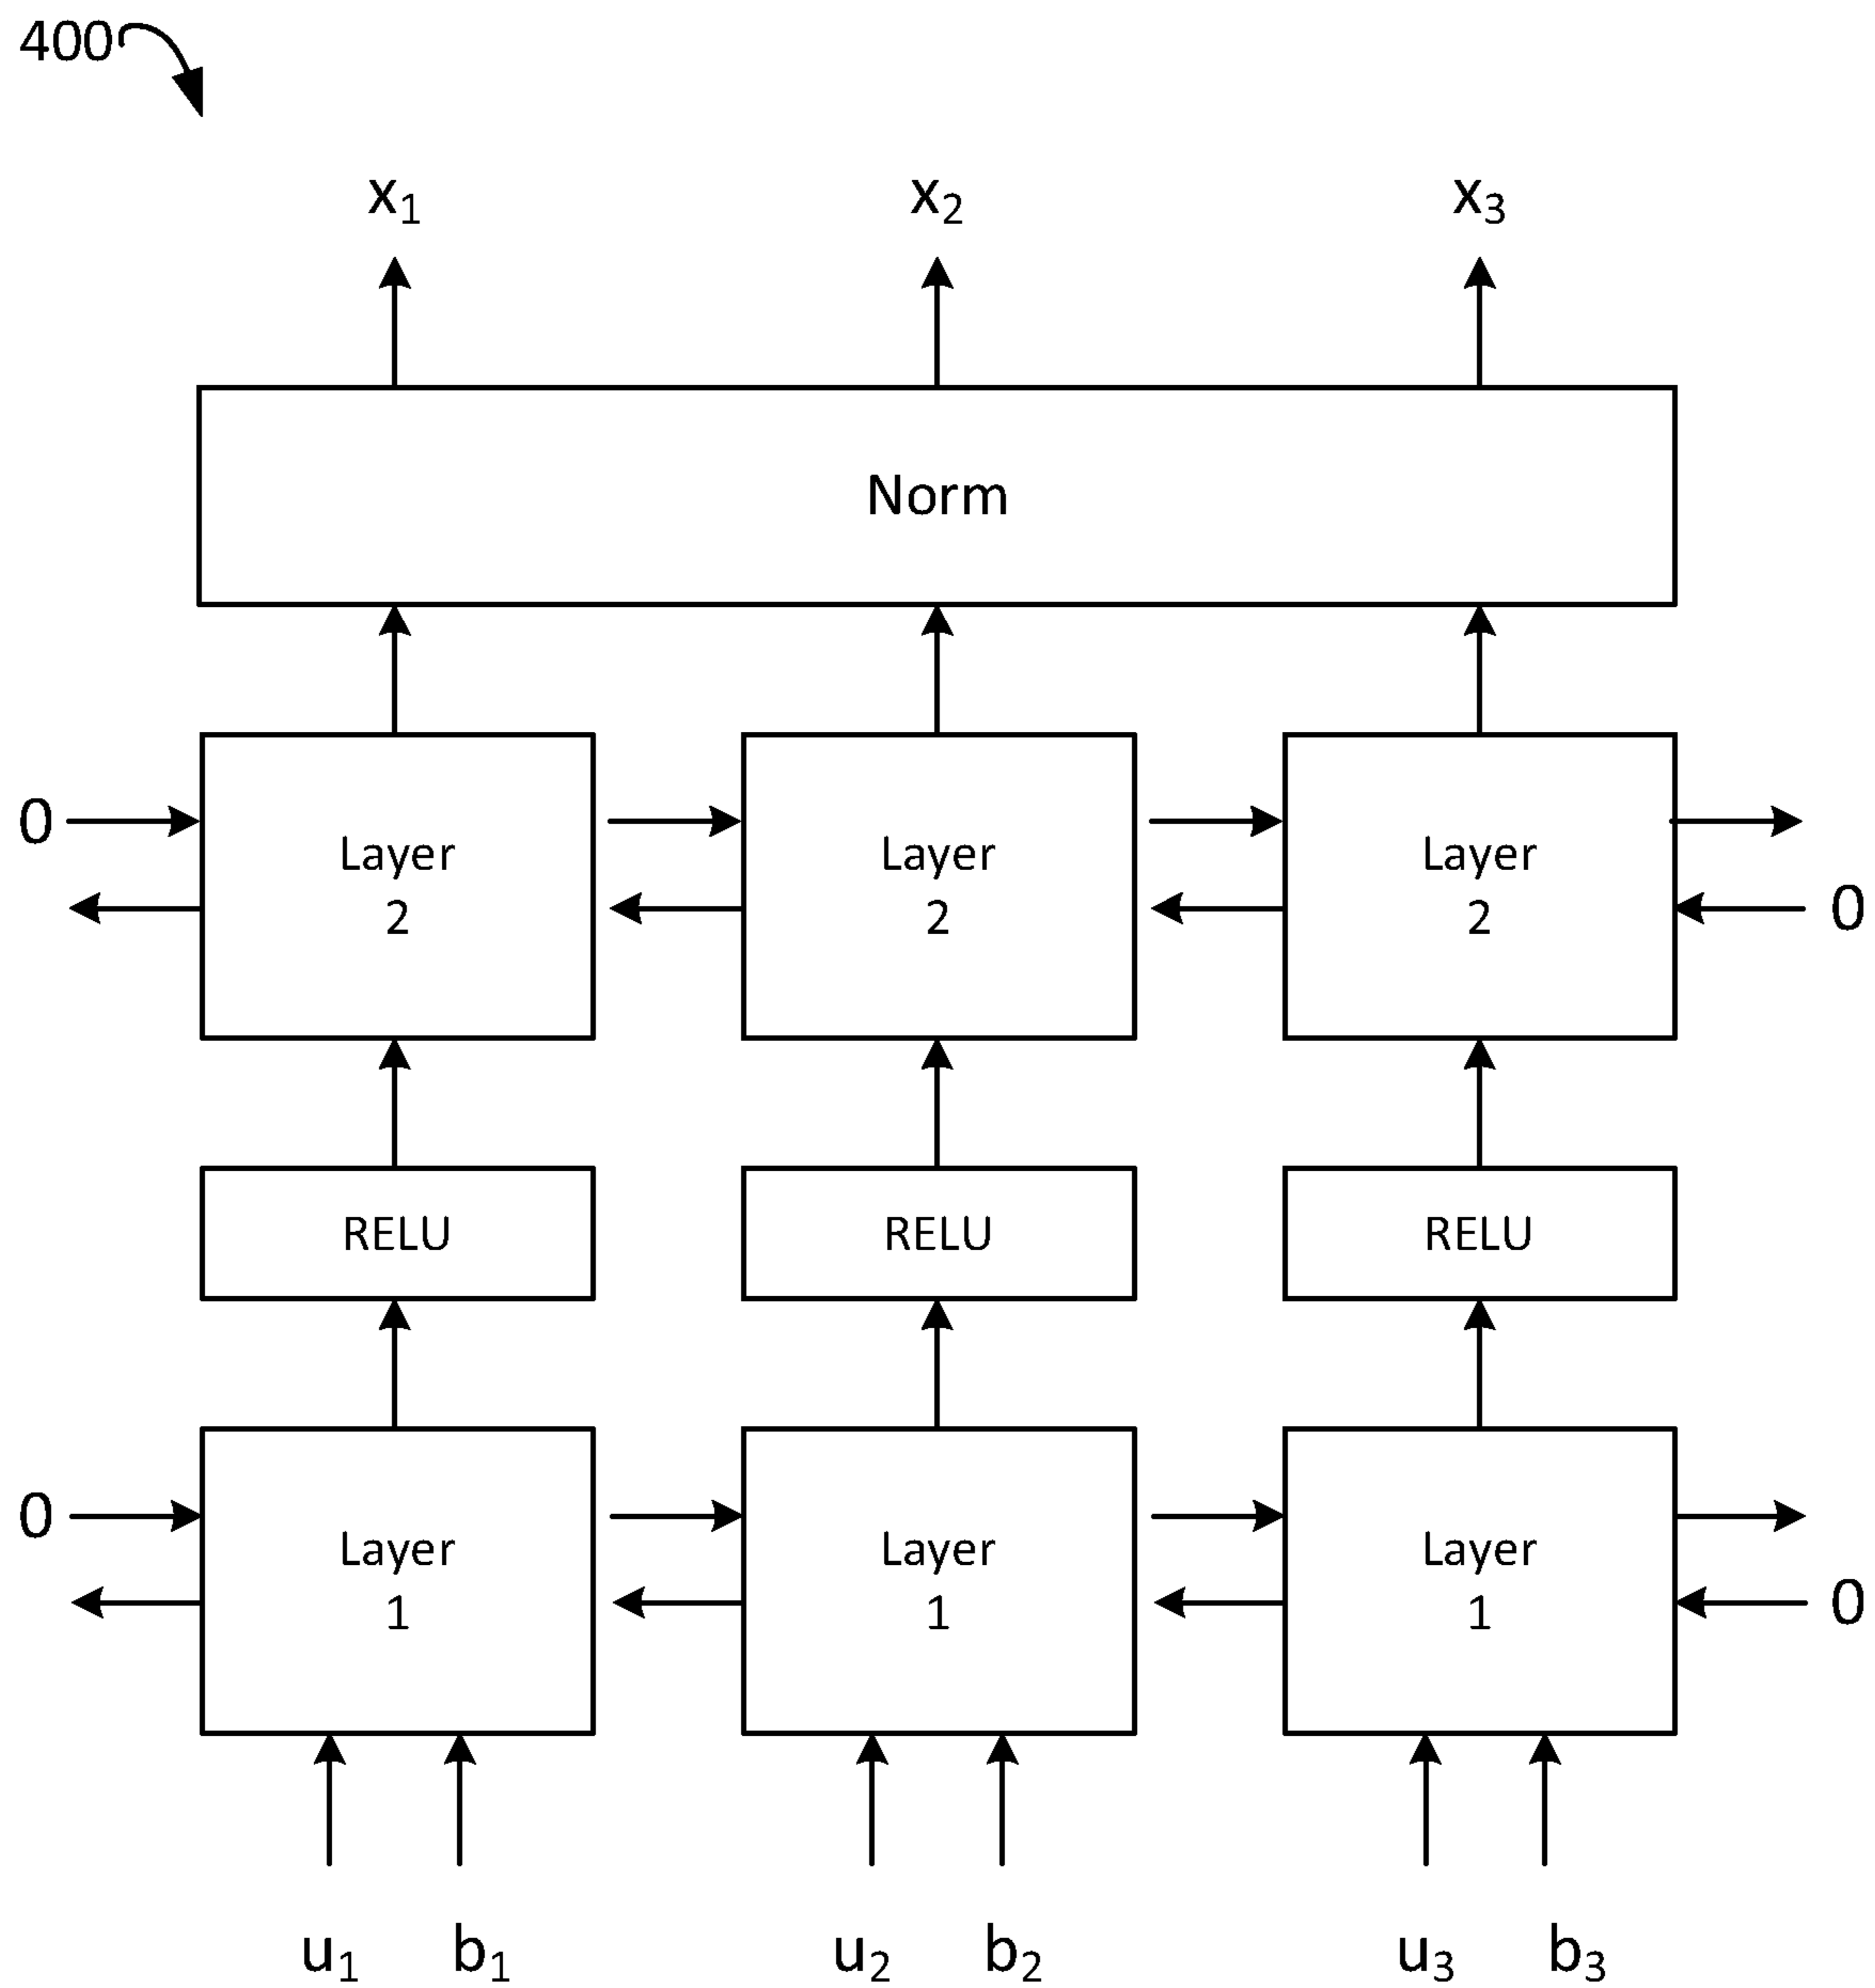 400
x₁ x₂ x₃
Norm
0 Layer Layer Layer
2 2 2 0
RELU RELU RELU
0 Layer Layer Layer
1 1 1 0
u₁ b₁ u₂ b₂ u₃ b₃